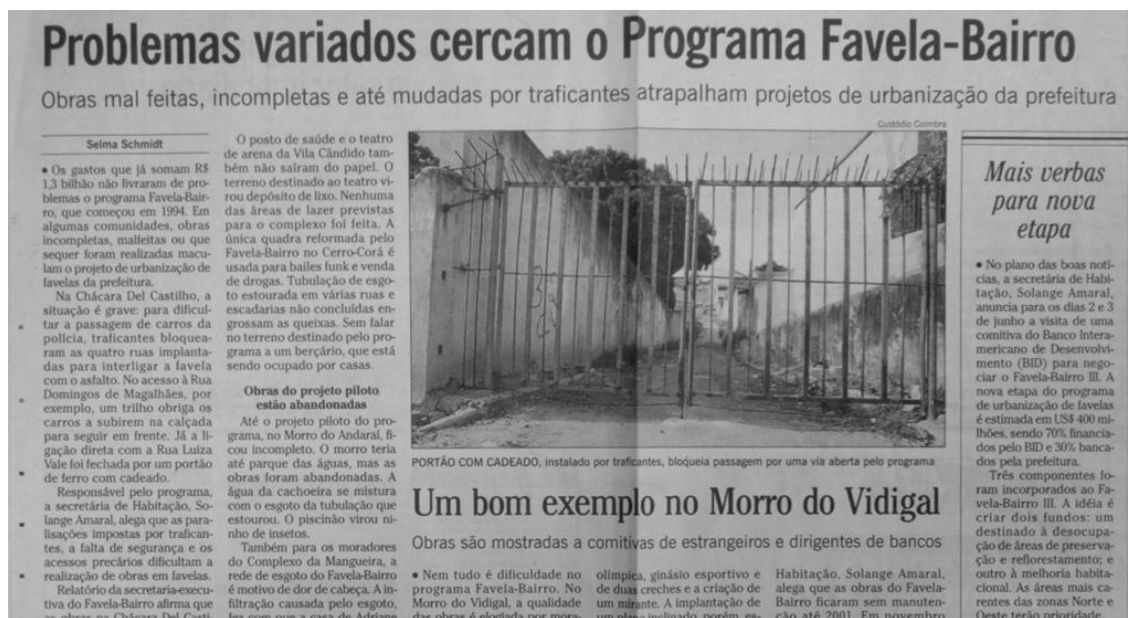 Problemas variados cercam o Programa Favela-Bairro
Obras mal feitas, incompletas e até mudadas por traficantes atrapalham projetos de urbanização da prefeitura
Selma Schmidt
• Os gastos que já somam R$
1,3 bilhão não livraram de pro-
blemas o programa Favela-Bair-
ro, que começou em 1994. Em
algumas comunidades, obras
incompletas, malfeitas ou que
sequer foram realizadas macu-
lam o projeto de urbanização de
favelas da prefeitura.
Na Chácara Del Castilho, a
situação é grave: para dificul-
tar a passagem de carros da
polícia, traficantes bloquea-
ram as quatro ruas implanta-
das para interligar a favela
com o asfalto. No acesso à Rua
Domingos de Magalhães, por
exemplo, um trilho obriga os
carros a subirem na calçada
para seguir em frente. Já a li-
gação direta com a Rua Luiza
Vale foi fechada por um portão
de ferro com cadeado.
Responsável pelo programa,
a secretária de Habitação, So-
lange Amaral, alega que as para-
lisações impostas por trafican-
tes, a falta de segurança e os
acessos precários dificultam a
realização de obras em favelas.
Relatório da secretaria-execu-
tiva do Favela-Bairro afirma que
as obras na Chácara Del Casti-
O posto de saúde e o teatro
de arena da Vila Cândido tam-
bém não saíram do papel. O
terreno destinado ao teatro vi-
rou depósito de lixo. Nenhuma
das áreas de lazer previstas
para o complexo foi feita. A
única quadra reformada pelo
Favela-Bairro no Cerro-Corá é
usada para bailes funk e venda
de drogas. Tubulação de esgo-
to estourada em várias ruas e
escadarias não concluídas en-
grossam as queixas. Sem falar
no terreno destinado pelo pro-
grama a um berçário, que está
sendo ocupado por casas.
Obras do projeto piloto
estão abandonadas
Até o projeto piloto do pro-
grama, no Morro do Andaraí, fi-
cou incompleto. O morro teria
até parque das águas, mas as
obras foram abandonadas. A
água da cachoeira se mistura
com o esgoto da tubulação que
estourou. O piscinão virou ni-
nho de insetos.
Também para os moradores
do Complexo da Mangueira, a
rede de esgoto do Favela-Bairro
é motivo de dor de cabeça. A in-
filtração causada pelo esgoto,
fez com que a casa de Adriane
Custódio Coimbra
PORTÃO COM CADEADO, instalado por traficantes, bloqueia passagem por uma via aberta pelo programa
Um bom exemplo no Morro do Vidigal
Obras são mostradas a comitivas de estrangeiros e dirigentes de bancos
• Nem tudo é dificuldade no
programa Favela-Bairro. No
Morro do Vidigal, a qualidade
das obras é elogiada por mora-
olímpica, ginásio esportivo e
de duas creches e a criação de
um mirante. A implantação de
um plano inclinado, porém, es-
Habitação, Solange Amaral,
alega que as obras do Favela-
Bairro ficaram sem manuten-
ção até 2001. Em novembro
Mais verbas
para nova
etapa
• No plano das boas notí-
cias, a secretária de Habi-
tação, Solange Amaral,
anuncia para os dias 2 e 3
de junho a visita de uma
comitiva do Banco Intera-
mericano de Desenvolvi-
mento (BID) para nego-
ciar o Favela-Bairro III. A
nova etapa do programa
de urbanização de favelas
é estimada em US$ 400 mi-
lhões, sendo 70% financia-
dos pelo BID e 30% banca-
dos pela prefeitura.
Três componentes fo-
ram incorporados ao Fa-
vela-Bairro III. A idéia é
criar dois fundos: um
destinado à desocupa-
ção de áreas de preserva-
ção e reflorestamento; e
outro à melhoria habita-
cional. As áreas mais ca-
rentes das zonas Norte e
Oeste terão prioridade.